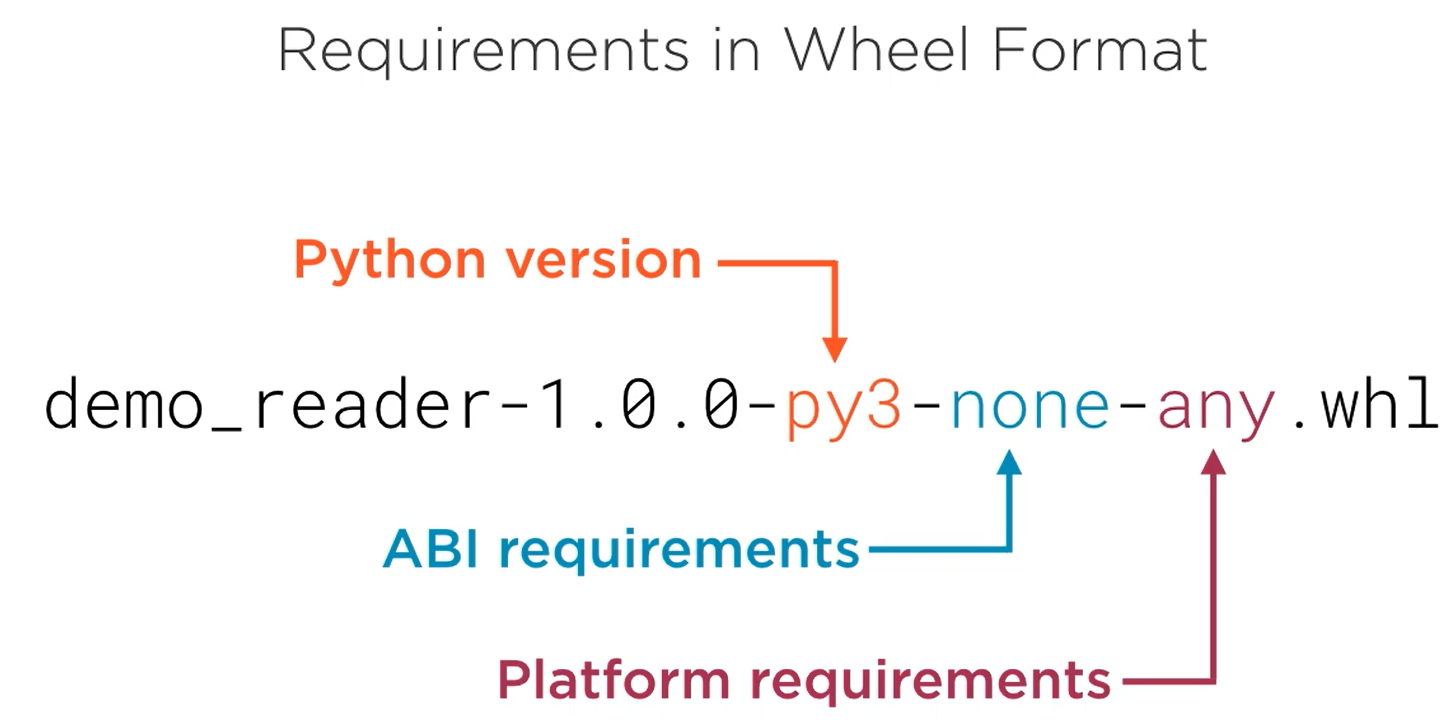 Requirements in Wheel Format
Python version
demo_reader-1.0.0-py3-none-any.whl
ABI requirements
Platform requirements